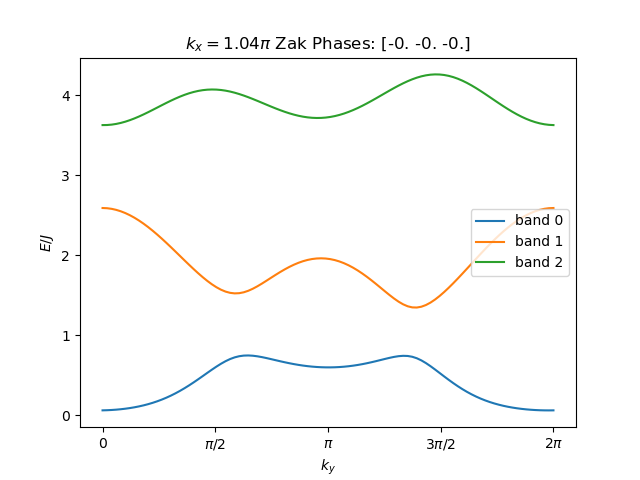 $k_x = 1.04\pi$ Zak Phases: [-0. -0. -0.]
4
3
2
1
0
E/J
band 0
band 1
band 2
0 π/2 π 3π/2 2π
$k_y$